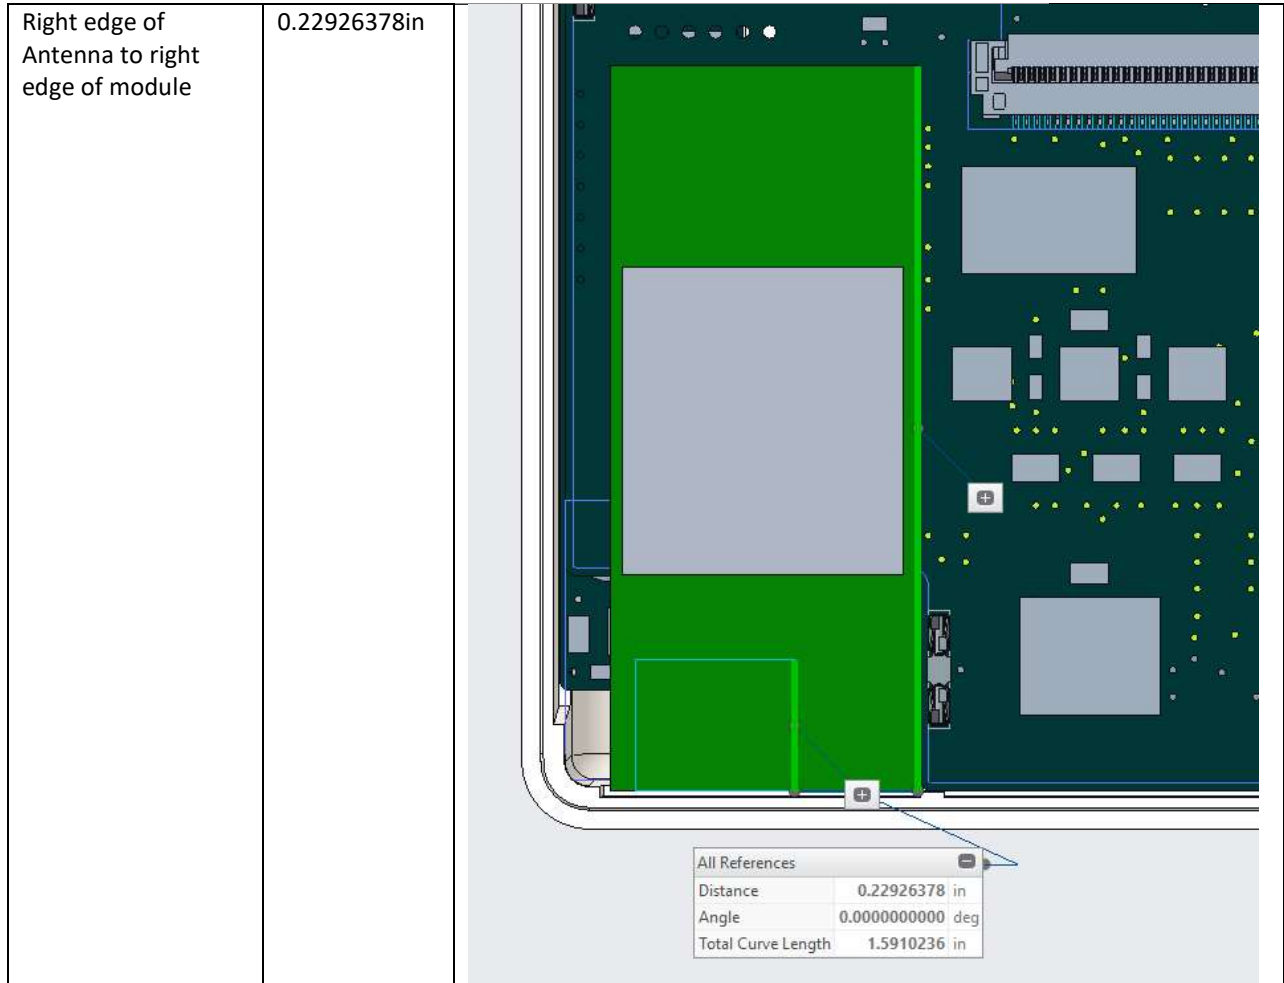 Right edge of
Antenna to right
edge of module
0.22926378in
All References
Distance 0.22926378 in
Angle 0.0000000000 deg
Total Curve Length 1.5910236 in